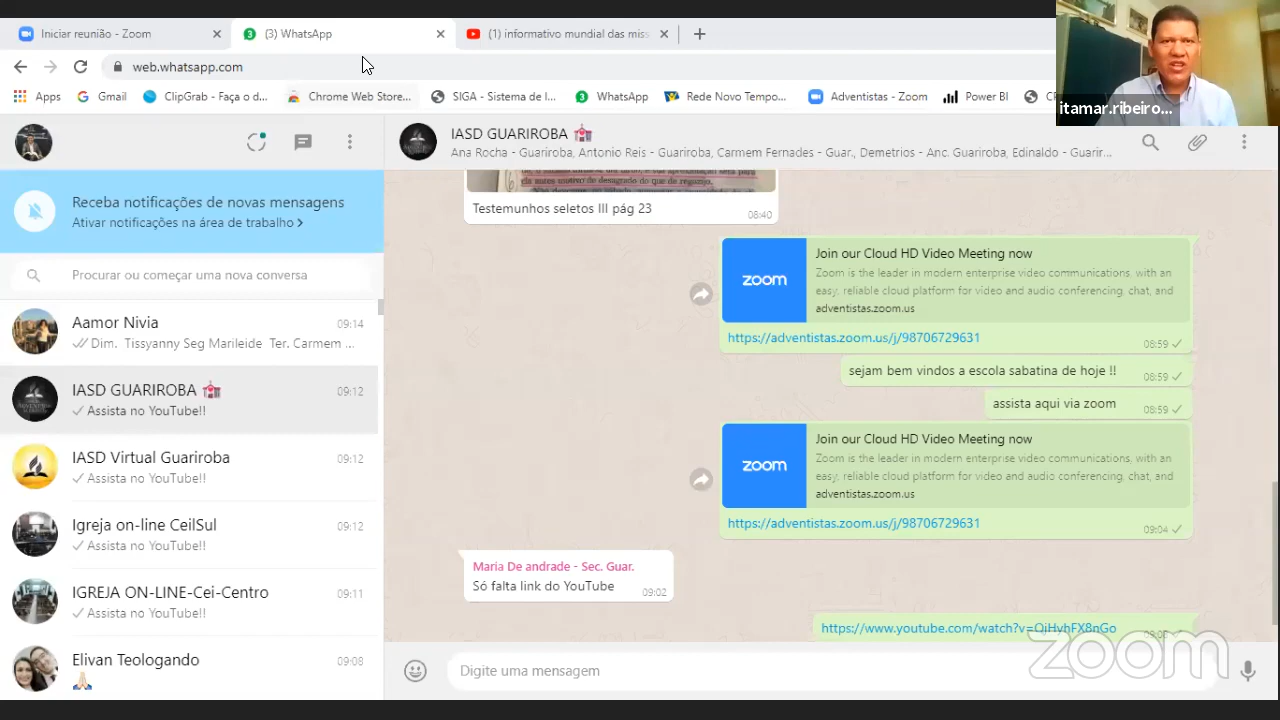 Iniciar reunião - Zoom
(3) WhatsApp
(1) informativo mundial das miss
web.whatsapp.com
Apps
Gmail
ClipGrab - Faça o d...
Chrome Web Store...
SIGA - Sistema de I...
WhatsApp
Rede Novo Tempo...
Adventistas - Zoom
Power BI
itamar.ribeiro...
IASD GUARIROBA
Ana Rocha - Guariroba, Antonio Reis - Guariroba, Carmem Fernades - Guar., Demetrios - Anc. Guariroba, Edinaldo - Guarir...
Receba notificações de novas mensagens
Ativar notificações na área de trabalho >
Procurar ou começar uma nova conversa
Aamor Nivia
09:14
Dim. Tissyanny Seg Marileide Ter. Carmem ...
IASD GUARIROBA
09:12
Assista no YouTube!!
IASD Virtual Guariroba
09:12
Assista no YouTube!!
Igreja on-line CeilSul
09:12
Assista no YouTube!!
IGREJA ON-LINE-Cei-Centro
09:11
Assista no YouTube!!
Elivan Teologando
09:08
Testemunhos seletos III pág 23
08:40
zoom
Join our Cloud HD Video Meeting now
Zoom is the leader in modern enterprise video communications, with an
easy, reliable cloud platform for video and audio conferencing, chat, and
adventistas.zoom.us
https://adventistas.zoom.us/j/98706729631
08:59
sejam bem vindos a escola sabatina de hoje !!
08:59
assista aqui via zoom
08:59
zoom
Join our Cloud HD Video Meeting now
Zoom is the leader in modern enterprise video communications, with an
easy, reliable cloud platform for video and audio conferencing, chat, and
adventistas.zoom.us
https://adventistas.zoom.us/j/98706729631
09:04
Maria De andrade - Sec. Guar.
Só falta link do YouTube
09:02
https://www.youtube.com/watch?v=OjHvhFX8nGo
Digite uma mensagem
zoom